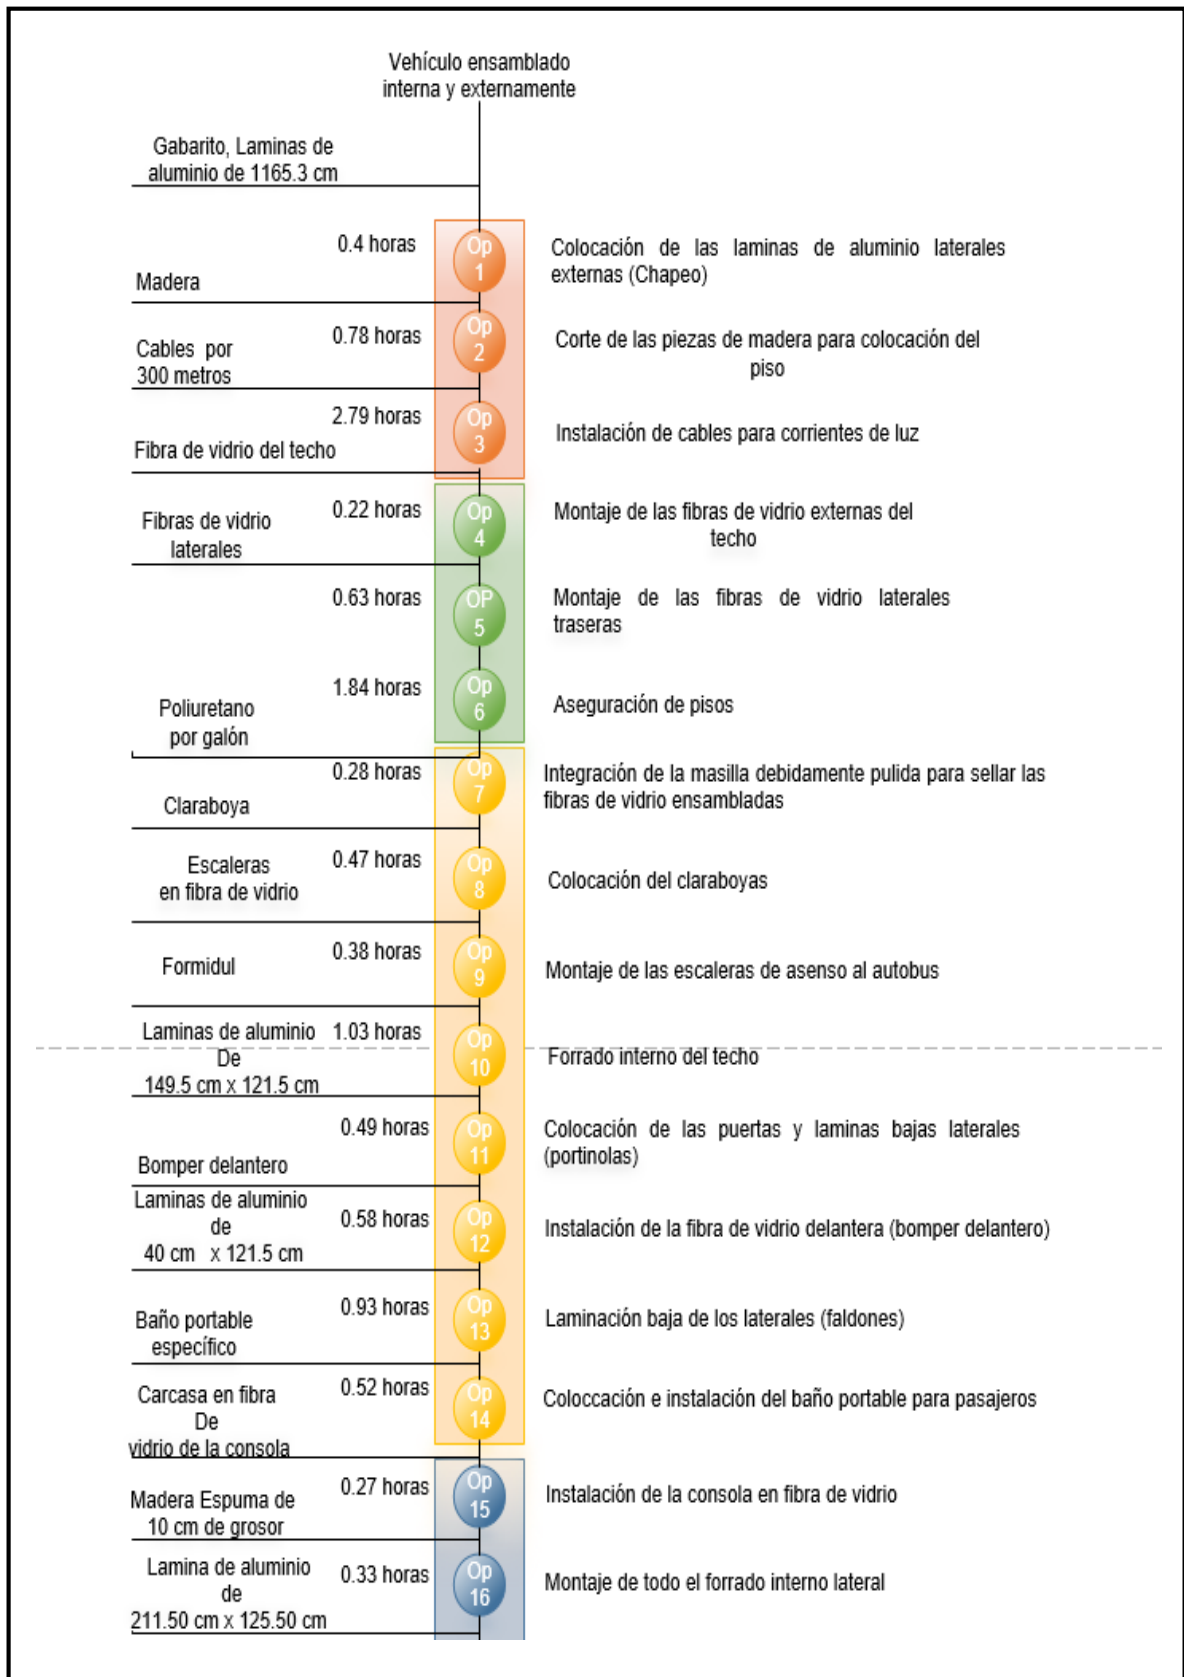 Vehículo ensamblado
interna y externamente
Gabarito, Laminas de
aluminio de 1165.3 cm
0.4 horas
Op
1
Colocación de las laminas de aluminio laterales
externas (Chapeo)
Madera
0.78 horas
Op
2
Corte de las piezas de madera para colocación del
piso
Cables por
300 metros
2.79 horas
Op
3
Instalación de cables para corrientes de luz
Fibra de vidrio del techo
0.22 horas
Op
4
Montaje de las fibras de vidrio externas del
techo
Fibras de vidrio
laterales
0.63 horas
OP
5
Montaje de las fibras de vidrio laterales
traseras
1.84 horas
Op
6
Aseguración de pisos
Poliuretano
por galón
0.28 horas
Op
7
Integración de la masilla debidamente pulida para sellar las
fibras de vidrio ensambladas
Claraboya
0.47 horas
Op
8
Colocación del claraboyas
Escaleras
en fibra de vidrio
0.38 horas
Op
9
Montaje de las escaleras de asenso al autobus
Formidul
1.03 horas
Op
10
Forrado interno del techo
Laminas de aluminio
De
149.5 cm x 121.5 cm
0.49 horas
Op
11
Colocación de las puertas y laminas bajas laterales
(portinolas)
Bomper delantero
0.58 horas
Op
12
Instalación de la fibra de vidrio delantera (bomper delantero)
Laminas de aluminio
de
40 cm x 121.5 cm
0.93 horas
Op
13
Laminación baja de los laterales (faldones)
Baño portable
específico
0.52 horas
Op
14
Coloccación e instalación del baño portable para pasajeros
Carcasa en fibra
De
vidrio de la consola
0.27 horas
Op
15
Instalación de la consola en fibra de vidrio
Madera Espuma de
10 cm de grosor
0.33 horas
Op
16
Montaje de todo el forrado interno lateral
Lamina de aluminio
de
211.50 cm x 125.50 cm